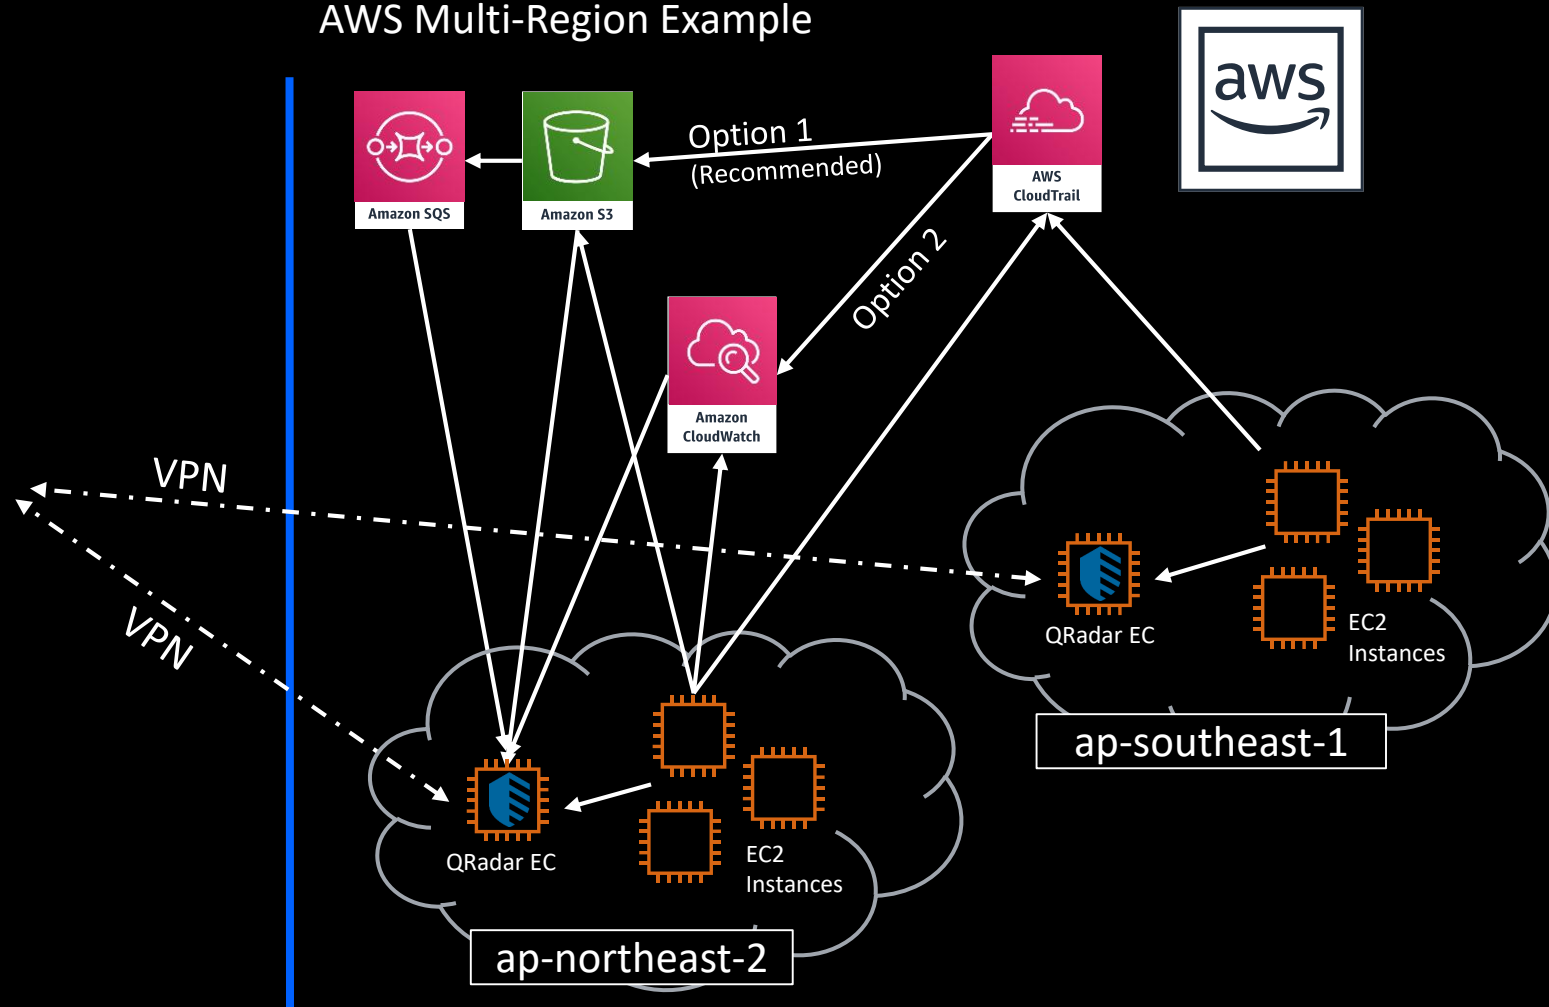 AWS Multi-Region Example
aws
Amazon SQS
Amazon S3
Option 1
(Recommended)
AWS
CloudTrail
Option 2
Amazon
CloudWatch
VPN
VPN
QRadar EC
EC2
Instances
ap-southeast-1
QRadar EC
EC2
Instances
ap-northeast-2